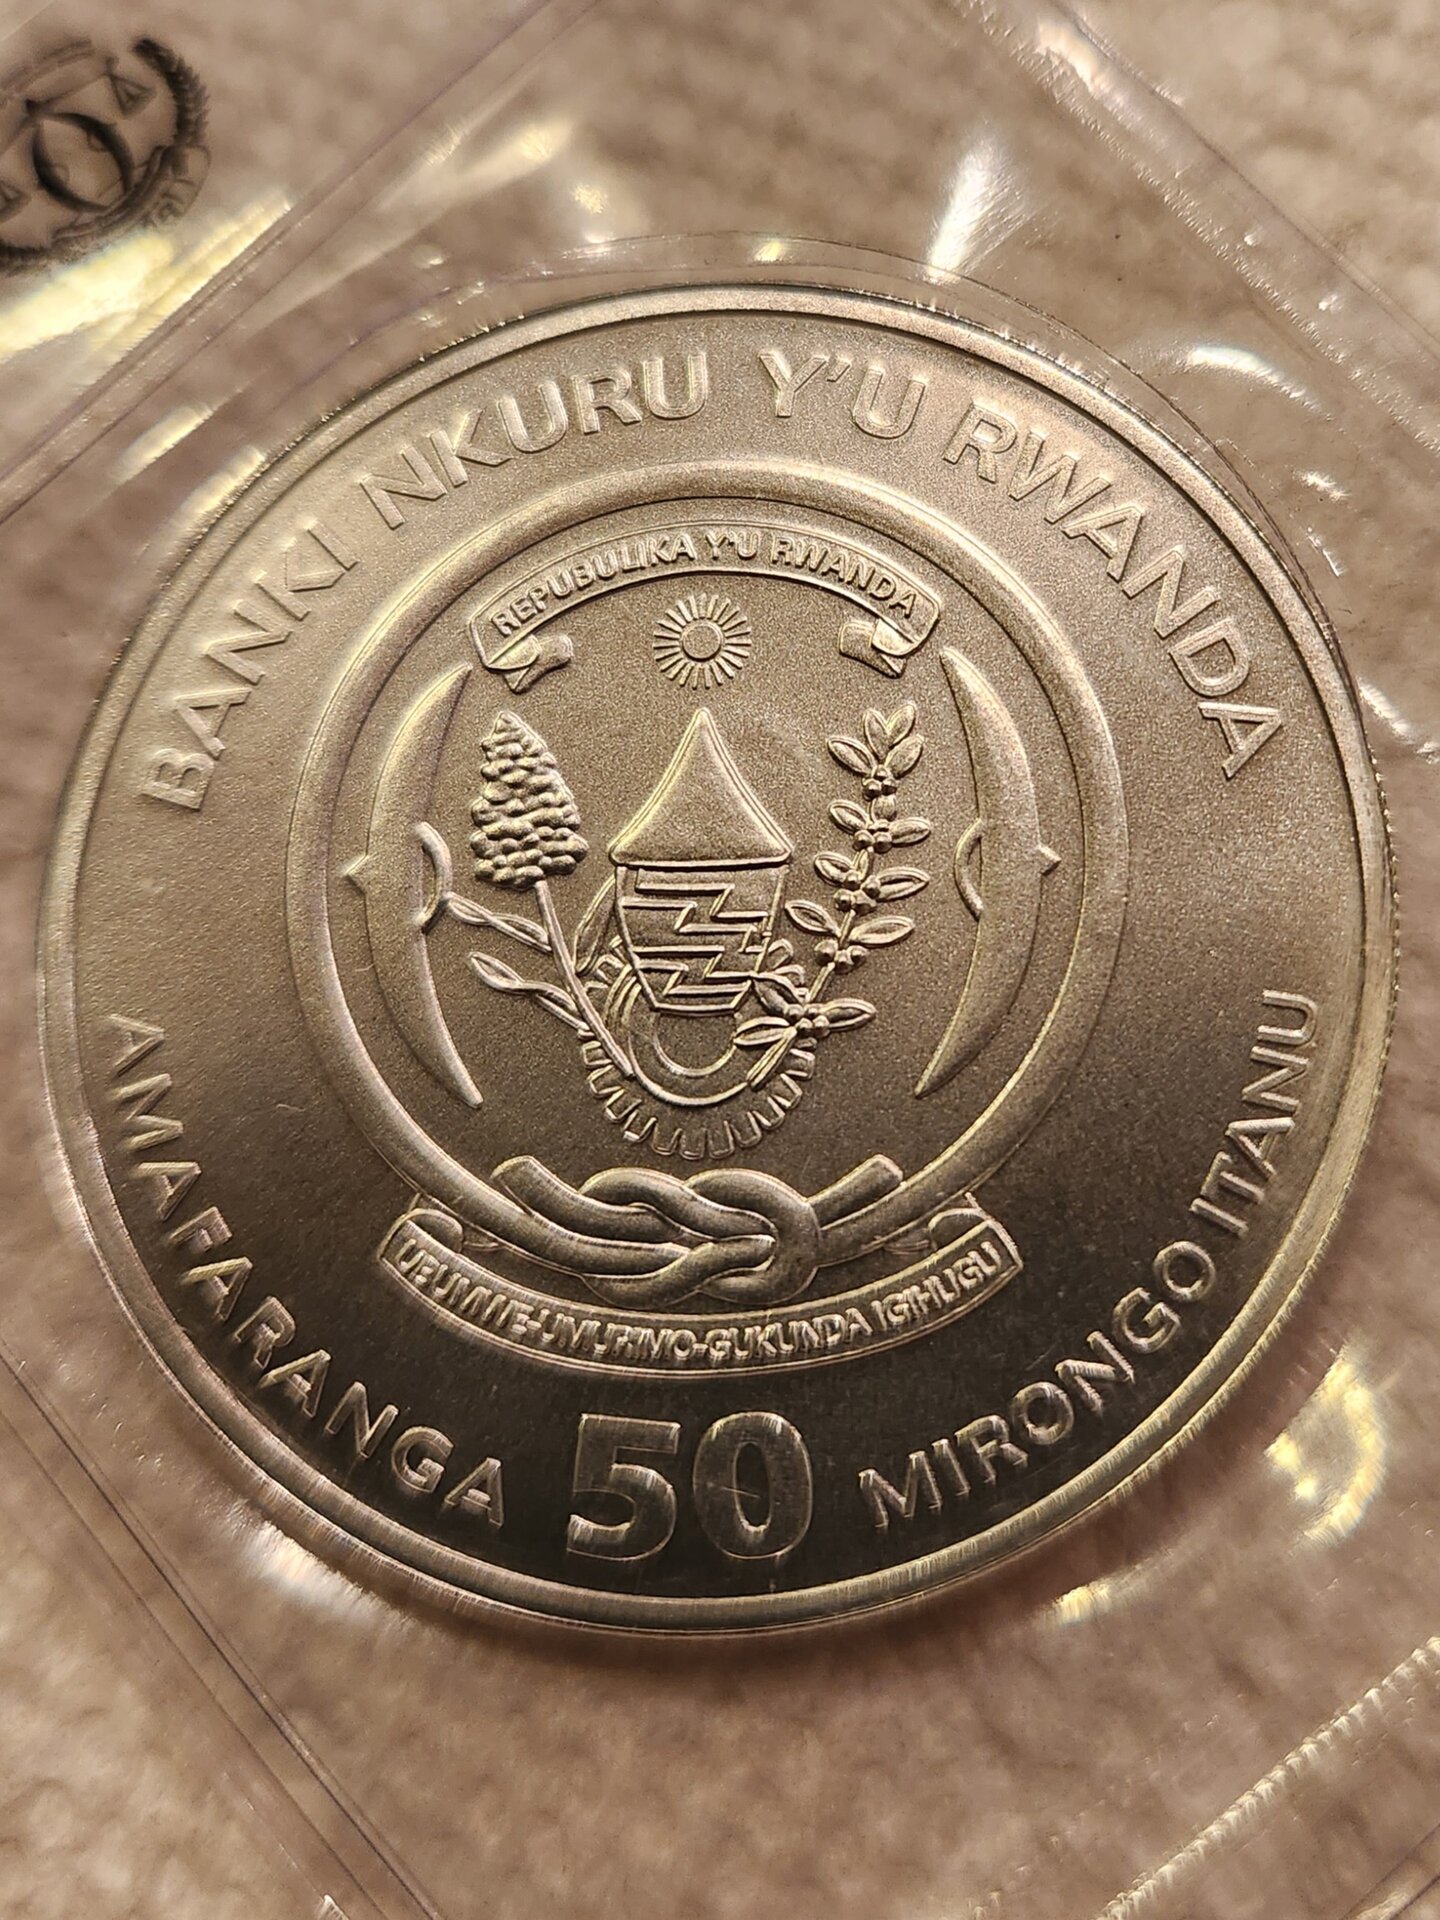 BANKI NKURU Y'U RWANDA
REPUBULIKA Y'U RWANDA
UBUMWE-UMURIMO-GUKUNDA IGIHUGU
AMAFARANGA 50 MIRONGO ITANU